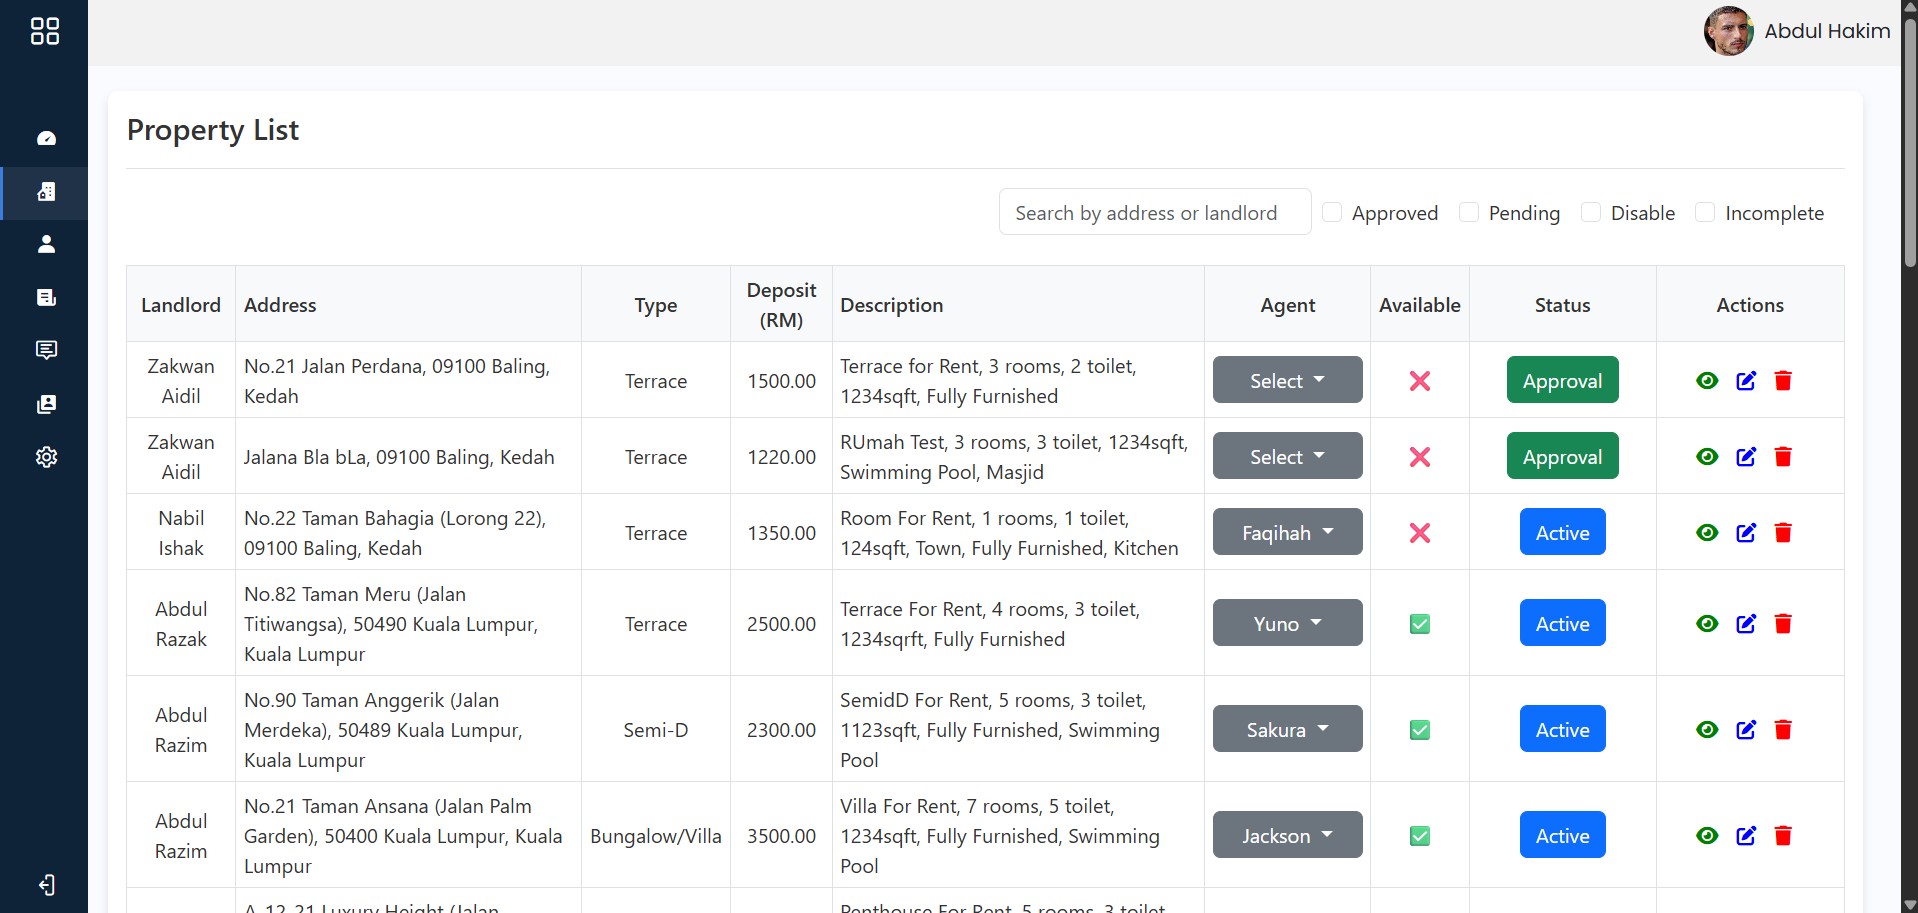 Abdul Hakim
Property List
Search by address or landlord
Approved
Pending
Disable
Incomplete
Landlord
Address
Type
Deposit
(RM)
Description
Agent
Available
Status
Actions
Zakwan
Aidil
No.21 Jalan Perdana, 09100 Baling,
Kedah
Terrace
1500.00
Terrace for Rent, 3 rooms, 2 toilet,
1234sqft, Fully Furnished
Select
Approval
Zakwan
Aidil
Jalana Bla bLa, 09100 Baling, Kedah
Terrace
1220.00
RUmah Test, 3 rooms, 3 toilet, 1234sqft,
Swimming Pool, Masjid
Select
Approval
Nabil
Ishak
No.22 Taman Bahagia (Lorong 22),
09100 Baling, Kedah
Terrace
1350.00
Room For Rent, 1 rooms, 1 toilet,
124sqft, Town, Fully Furnished, Kitchen
Faqihah
Active
Abdul
Razak
No.82 Taman Meru (Jalan
Titiwangsa), 50490 Kuala Lumpur,
Kuala Lumpur
Terrace
2500.00
Terrace For Rent, 4 rooms, 3 toilet,
1234sqrft, Fully Furnished
Yuno
Active
Abdul
Razim
No.90 Taman Anggerik (Jalan
Merdeka), 50489 Kuala Lumpur,
Kuala Lumpur
Semi-D
2300.00
SemidD For Rent, 5 rooms, 3 toilet,
1123sqft, Fully Furnished, Swimming
Pool
Sakura
Active
Abdul
Razim
No.21 Taman Ansana (Jalan Palm
Garden), 50400 Kuala Lumpur, Kuala
Lumpur
Bungalow/Villa
3500.00
Villa For Rent, 7 rooms, 5 toilet,
1234sqft, Fully Furnished, Swimming
Pool
Jackson
Active
A-12-21 Luxury Height (Jalan
Penthouse For Rent, 5 rooms, 3 toilet